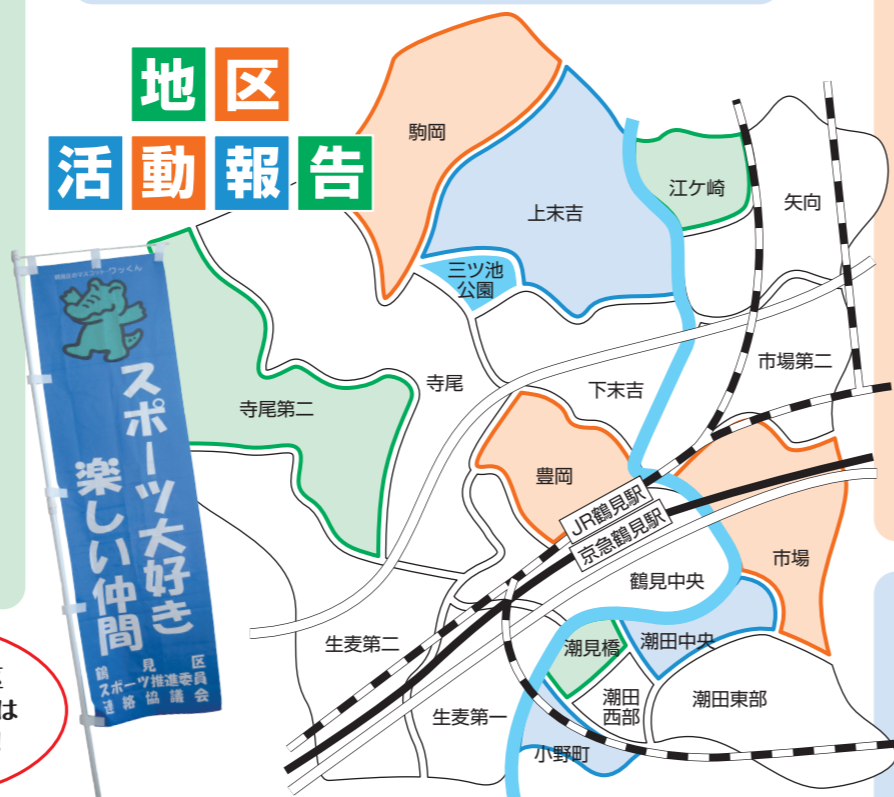 地区
活動報告
駒岡
上末吉
江ケ崎
矢向
三ツ池
公園
市場第二
寺尾
下末吉
寺尾第二
豊岡
JR鶴見駅
京急鶴見駅
市場
鶴見中央
生麦第二
潮見橋
潮田中央
潮田
西部
潮田東部
生麦第一
小野町
スポーツ大好き
楽しい仲間
鶴見区
スポーツ推進委員
連絡協議会
は